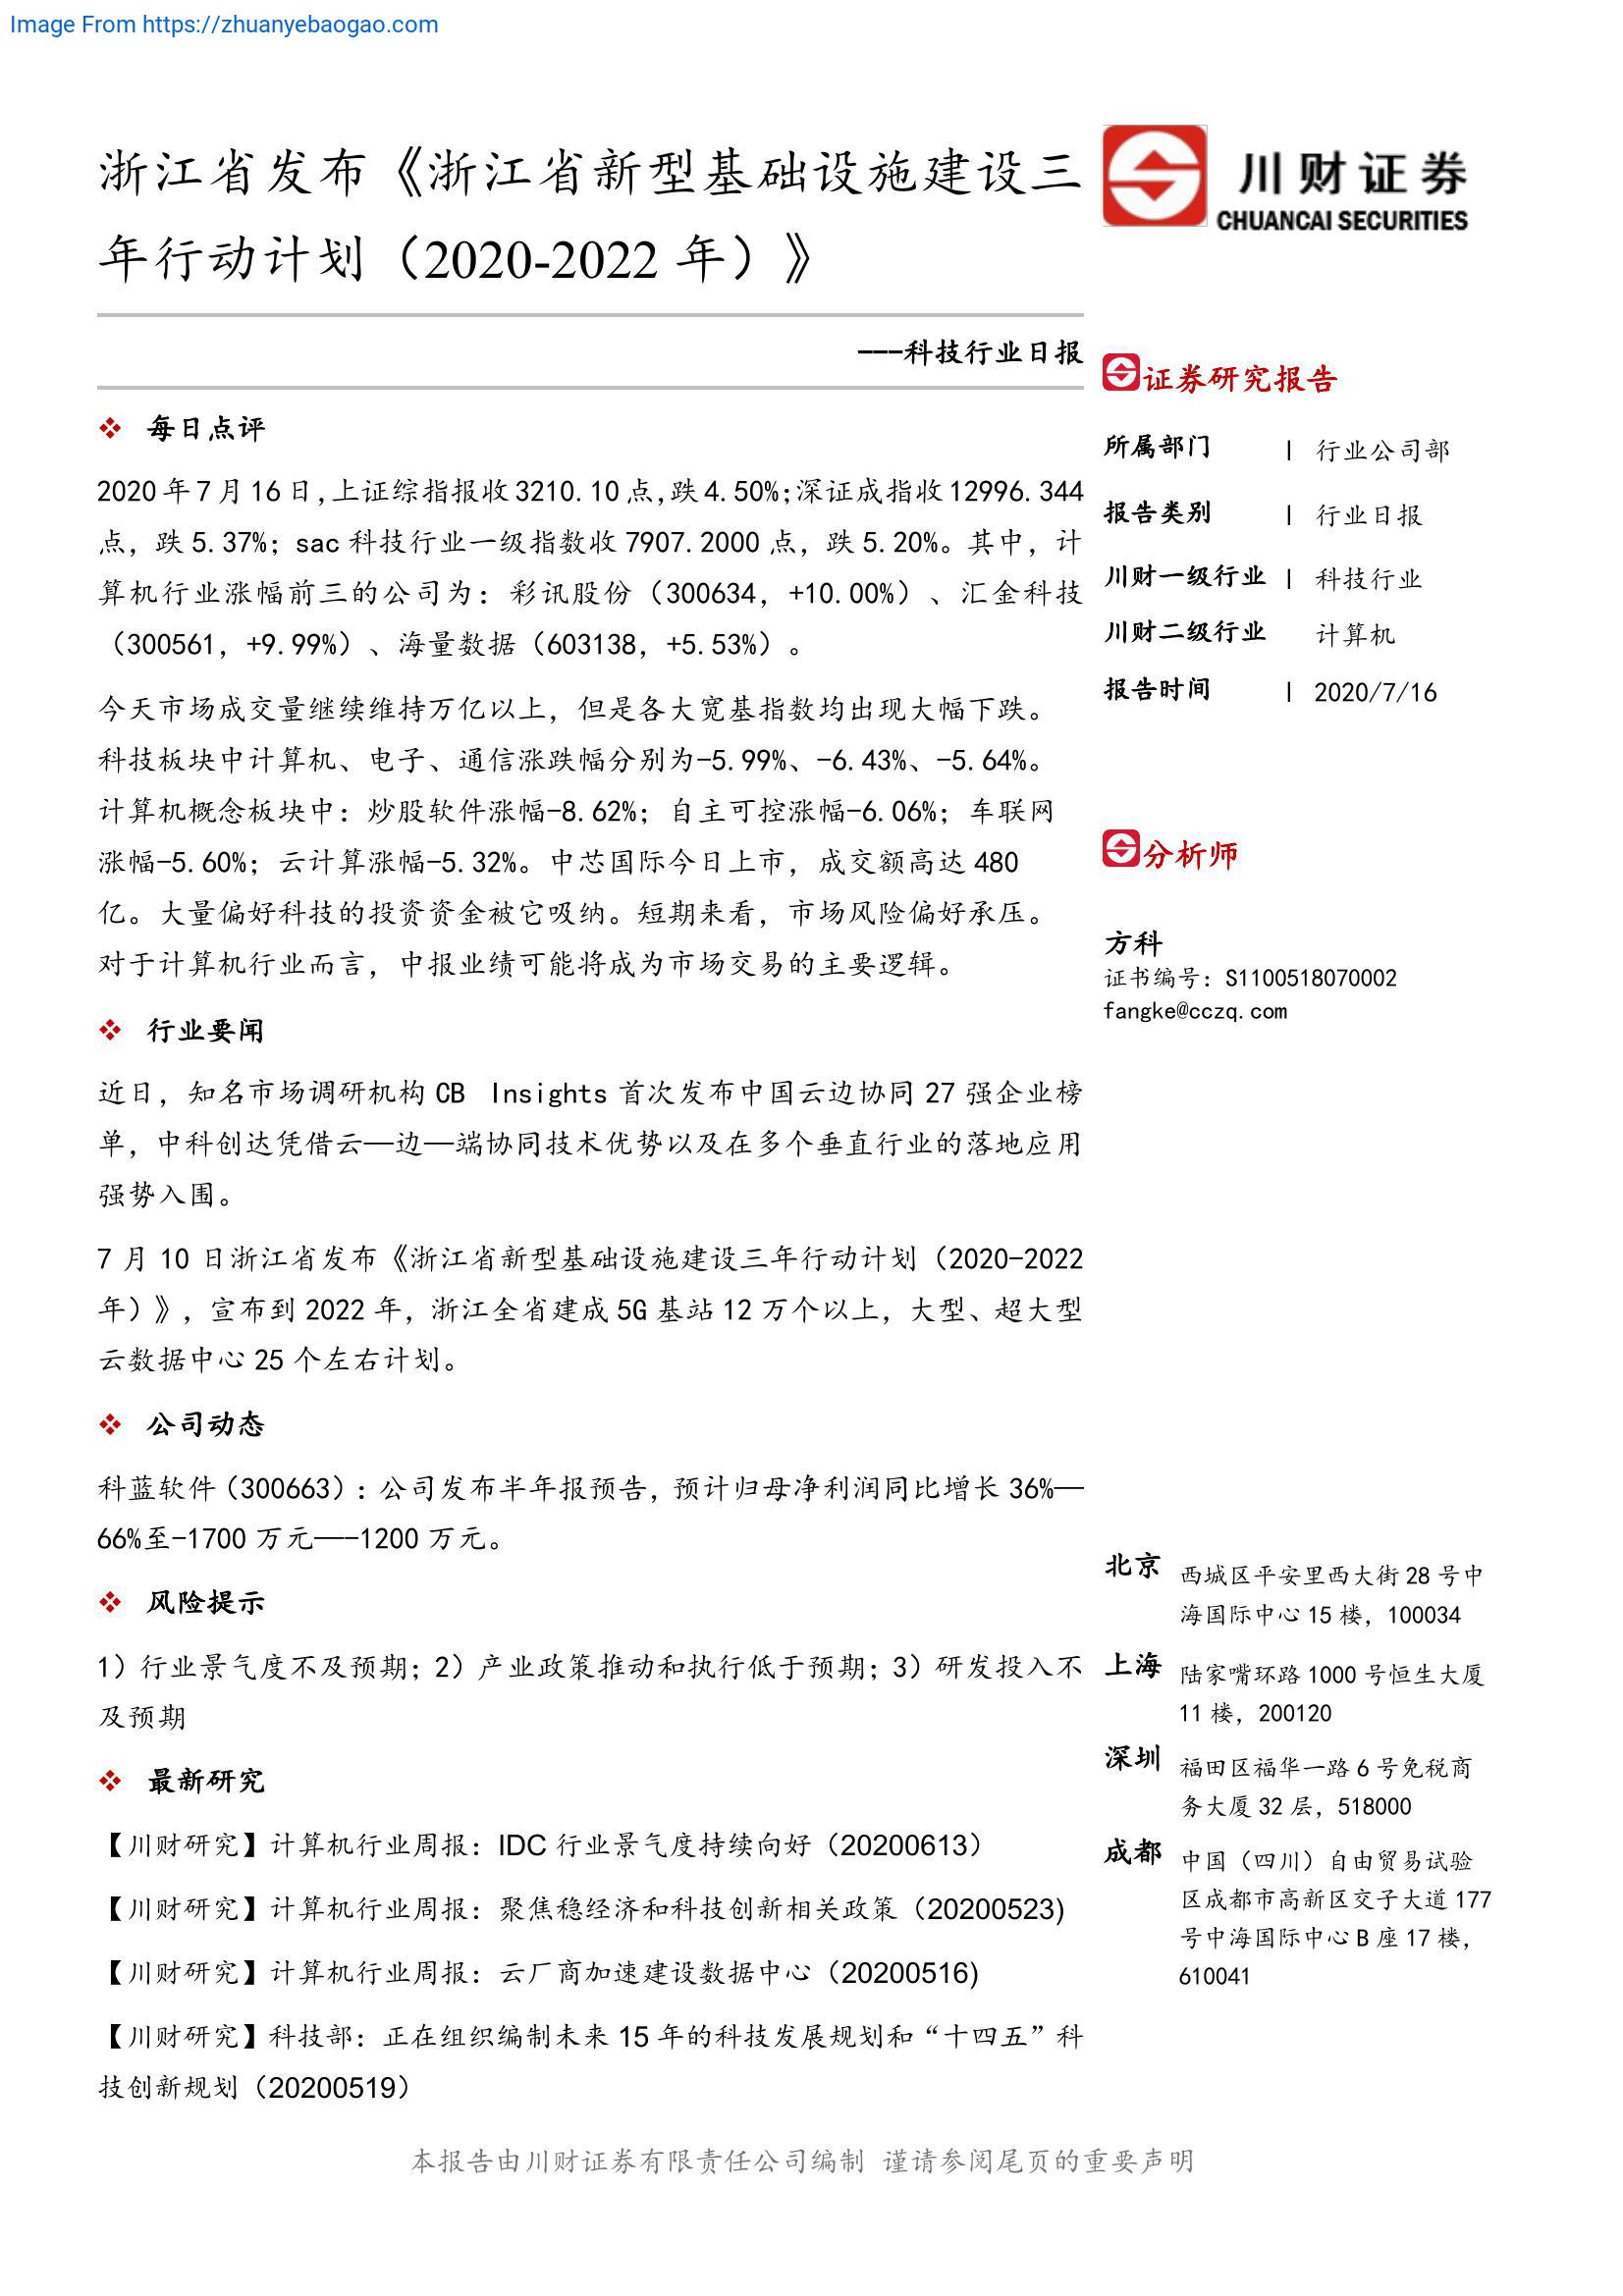 Image From https://zhuanyebaogao.com
浙江省发布《浙江省新型基础设施建设三
年行动计划（2020-2022 年）》
川财证券
CHUANCAI SECURITIES
---科技行业日报
❖ 每日点评
2020 年 7 月 16 日，上证综指报收 3210.10 点，跌 4.50%；深证成指收 12996.344
点，跌 5.37%；sac 科技行业一级指数收 7907.2000 点，跌 5.20%。其中，计
算机行业涨幅前三的公司为：彩讯股份（300634，+10.00%）、汇金科技
（300561，+9.99%）、海量数据（603138，+5.53%）。
今天市场成交量继续维持万亿以上，但是各大宽基指数均出现大幅下跌。
科技板块中计算机、电子、通信涨跌幅分别为-5.99%、-6.43%、-5.64%。
计算机概念板块中：炒股软件涨幅-8.62%；自主可控涨幅-6.06%；车联网
涨幅-5.60%；云计算涨幅-5.32%。中芯国际今日上市，成交额高达 480
亿。大量偏好科技的投资资金被它吸纳。短期来看，市场风险偏好承压。
对于计算机行业而言，中报业绩可能将成为市场交易的主要逻辑。
❖ 行业要闻
近日，知名市场调研机构 CB Insights 首次发布中国云边协同 27 强企业榜
单，中科创达凭借云—边—端协同技术优势以及在多个垂直行业的落地应用
强势入围。
7 月 10 日浙江省发布《浙江省新型基础设施建设三年行动计划（2020-2022
年）》，宣布到 2022 年，浙江全省建成 5G 基站 12 万个以上，大型、超大型
云数据中心 25 个左右计划。
❖ 公司动态
科蓝软件（300663）：公司发布半年报预告，预计归母净利润同比增长 36%—
66%至-1700 万元—-1200 万元。
❖ 风险提示
1）行业景气度不及预期；2）产业政策推动和执行低于预期；3）研发投入不
及预期
❖ 最新研究
【川财研究】计算机行业周报：IDC 行业景气度持续向好（20200613）
【川财研究】计算机行业周报：聚焦稳经济和科技创新相关政策（20200523)
【川财研究】计算机行业周报：云厂商加速建设数据中心（20200516)
【川财研究】科技部：正在组织编制未来 15 年的科技发展规划和“十四五”科
技创新规划（20200519）
证券研究报告
所属部门 | 行业公司部
报告类别 | 行业日报
川财一级行业 | 科技行业
川财二级行业 计算机
报告时间 | 2020/7/16
分析师
方科
证书编号：S1100518070002
fangke@cczq.com
北京 西城区平安里西大街 28 号中
海国际中心 15 楼，100034
上海 陆家嘴环路 1000 号恒生大厦
11 楼，200120
深圳 福田区福华一路 6 号免税商
务大厦 32 层，518000
成都 中国（四川）自由贸易试验
区成都市高新区交子大道 177
号中海国际中心 B 座 17 楼，
610041
本报告由川财证券有限责任公司编制 谨请参阅尾页的重要声明